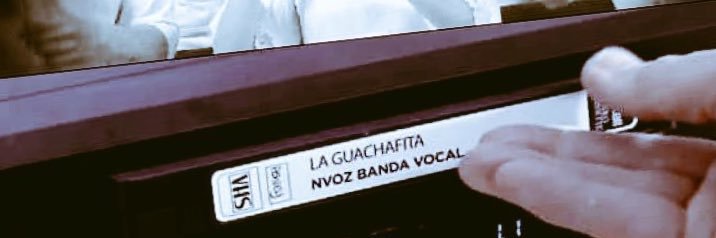 LA GUACHAFITA
NVOZ BANDA VOCAL
VHS